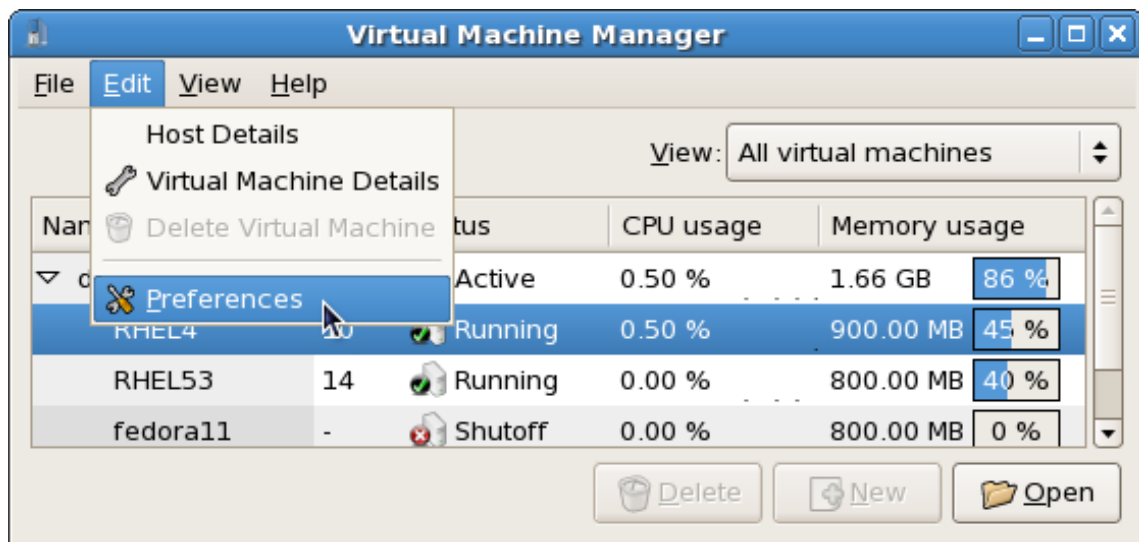 Virtual Machine Manager
File Edit View Help
Host Details
View: All virtual machines
Virtual Machine Details
Delete Virtual Machine
CPU usage Memory usage
Active 0.50 % 1.66 GB 86 %
Preferences
RHEL4 Running 0.50 % 900.00 MB 45 %
RHEL53 14 Running 0.00 % 800.00 MB 40 %
fedora11 - Shutoff 0.00 % 800.00 MB 0 %
Delete New Open